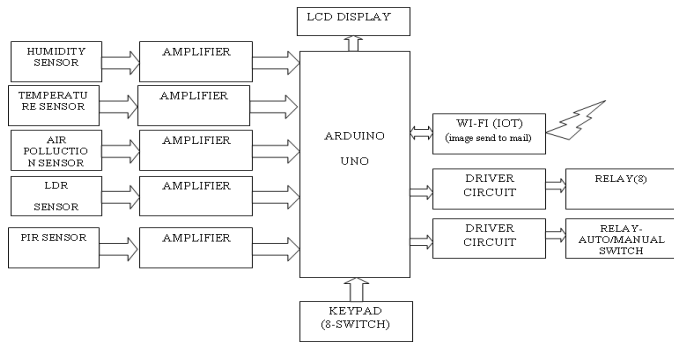 LCD DISPLAY
HUMIDITY
SENSOR
AMPLIFIER
TEMPERATU
RE SENSOR
AMPLIFIER
AIR
POLLUCTIO
N SENSOR
AMPLIFIER
LDR
SENSOR
AMPLIFIER
PIR SENSOR
AMPLIFIER
ARDUINO
UNO
WI-FI (IOT)
(image send to mail)
DRIVER
CIRCUIT
RELAY(8)
DRIVER
CIRCUIT
RELAY-
AUTO/MANUAL
SWITCH
KEYPAD
(8-SWITCH)